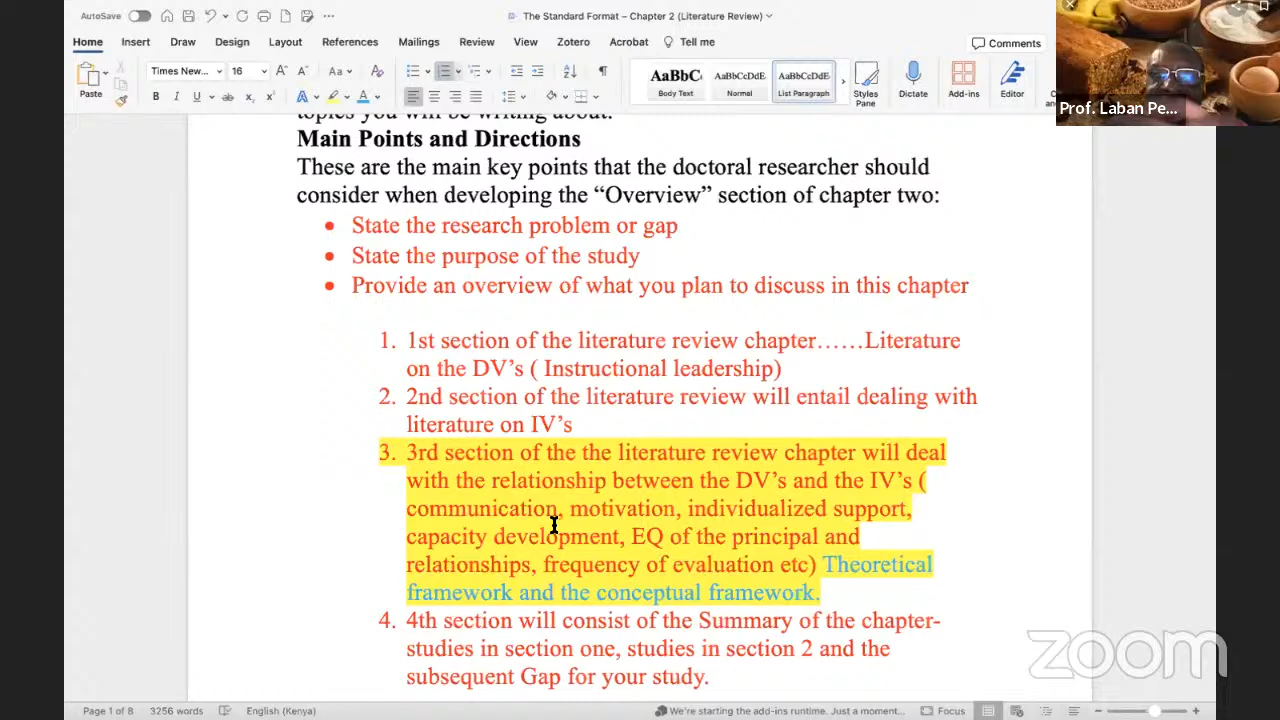 AutoSave
The Standard Format – Chapter 2 (Literature Review)
Home Insert Draw Design Layout References Mailings Review View Zotero Acrobat Tell me
Comments
Paste
Times New... 16
Aa
B I U ab x x A A
AaBbC AaBbCcDdE AaBbCcDdE
Body Text Normal List Paragraph
Styles Pane
Dictate
Add-ins
Editor
Prof. Laban Pe...
topics you will be writing about.
Main Points and Directions
These are the main key points that the doctoral researcher should
consider when developing the “Overview” section of chapter two:
• State the research problem or gap
• State the purpose of the study
• Provide an overview of what you plan to discuss in this chapter
1. 1st section of the literature review chapter……Literature
on the DV’s ( Instructional leadership)
2. 2nd section of the literature review will entail dealing with
literature on IV’s
3. 3rd section of the the literature review chapter will deal
with the relationship between the DV’s and the IV’s (
communication, motivation, individualized support,
capacity development, EQ of the principal and
relationships, frequency of evaluation etc) Theoretical
framework and the conceptual framework.
4. 4th section will consist of the Summary of the chapter-
studies in section one, studies in section 2 and the
subsequent Gap for your study.
zoom
Page 1 of 8 3256 words English (Kenya) We're starting the add-ins runtime. Just a moment... Focus